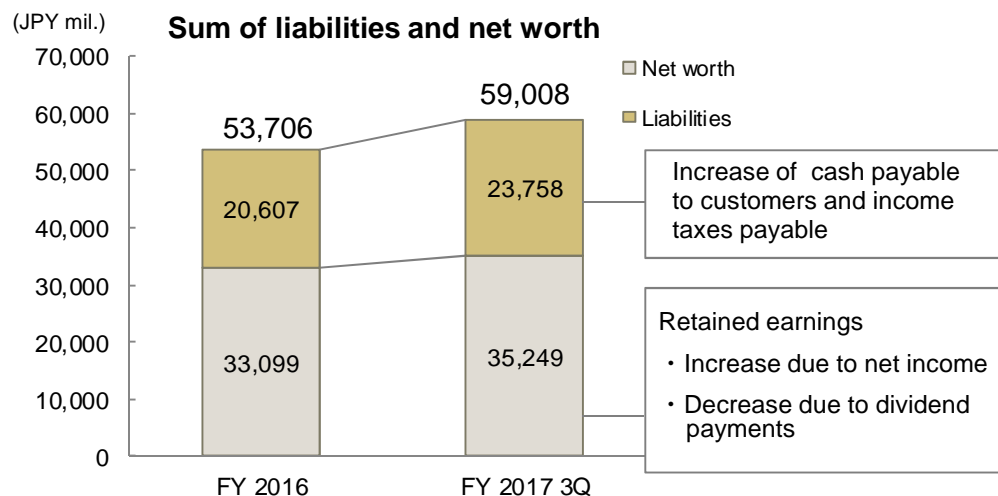 (JPY mil.)
Sum of liabilities and net worth
70,000
60,000
50,000
40,000
30,000
20,000
10,000
0
Net worth
Liabilities
53,706
59,008
20,607
23,758
33,099
35,249
FY 2016
FY 2017 3Q
Increase of cash payable
to customers and income
taxes payable
Retained earnings
・Increase due to net income
・Decrease due to dividend
payments